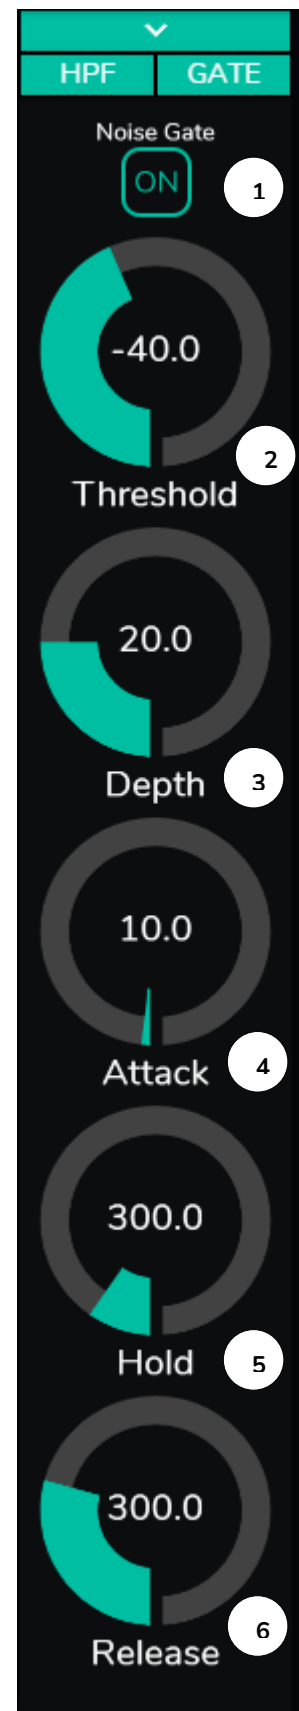 HPF GATE
Noise Gate
ON
1
-40.0
2
Threshold
20.0
Depth
3
10.0
Attack
4
300.0
Hold
5
300.0
6
Release